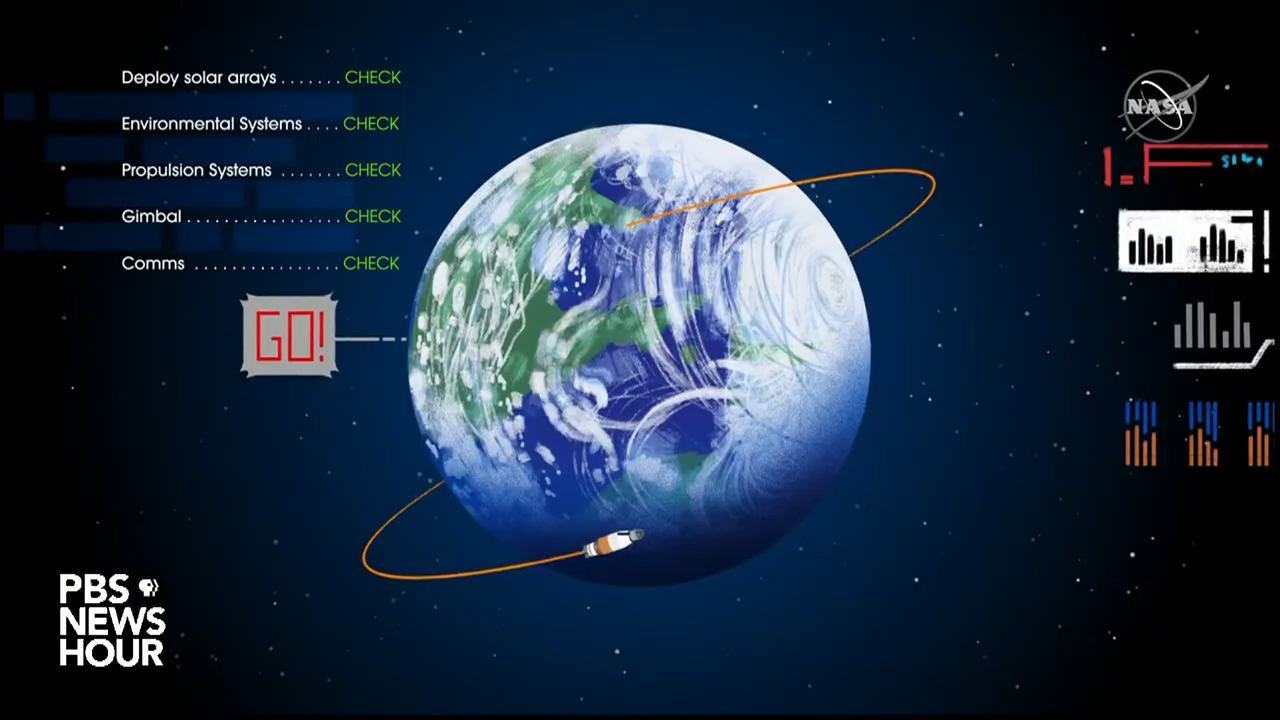 Deploy solar arrays ....... CHECK
Environmental Systems .... CHECK
Propulsion Systems ....... CHECK
Gimbal ................. CHECK
Comms ................ CHECK
GO!
NASA
PBS
NEWS
HOUR